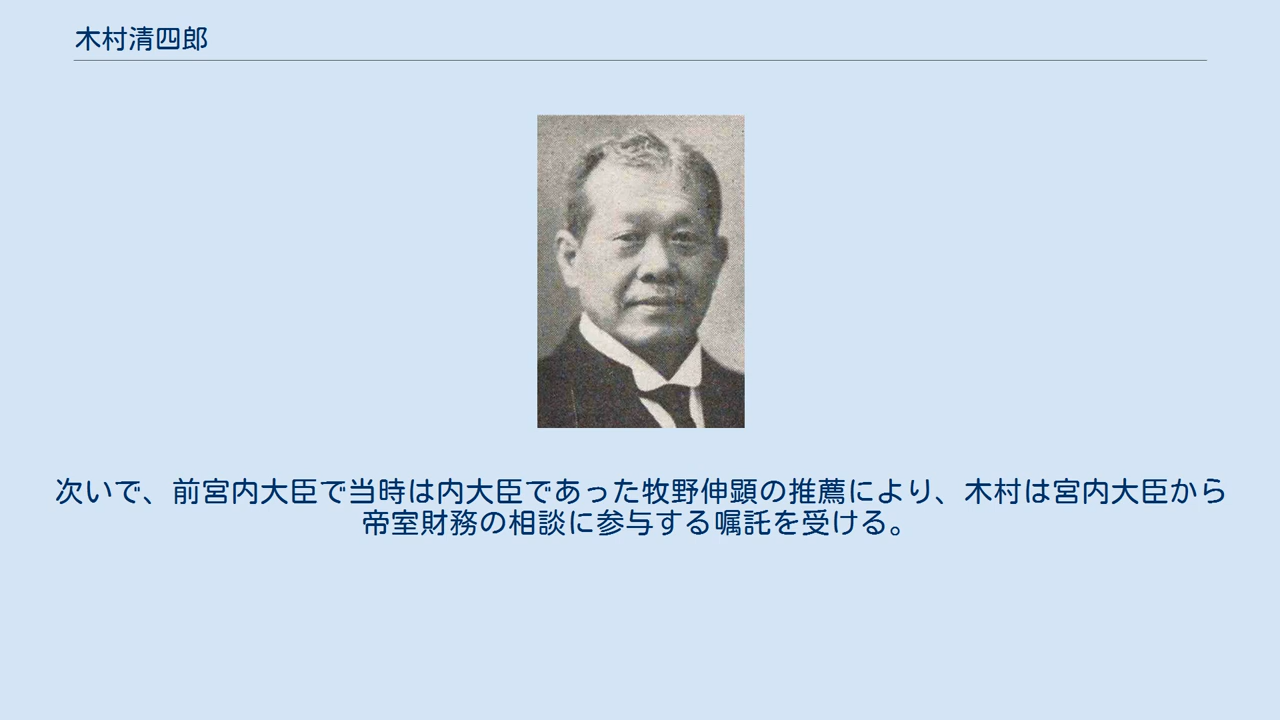 木村清四郎
次いで、前宮内大臣で当時は内大臣であった牧野伸顕の推薦により、木村は宮内大臣から
帝室財務の相談に参与する嘱託を受ける。